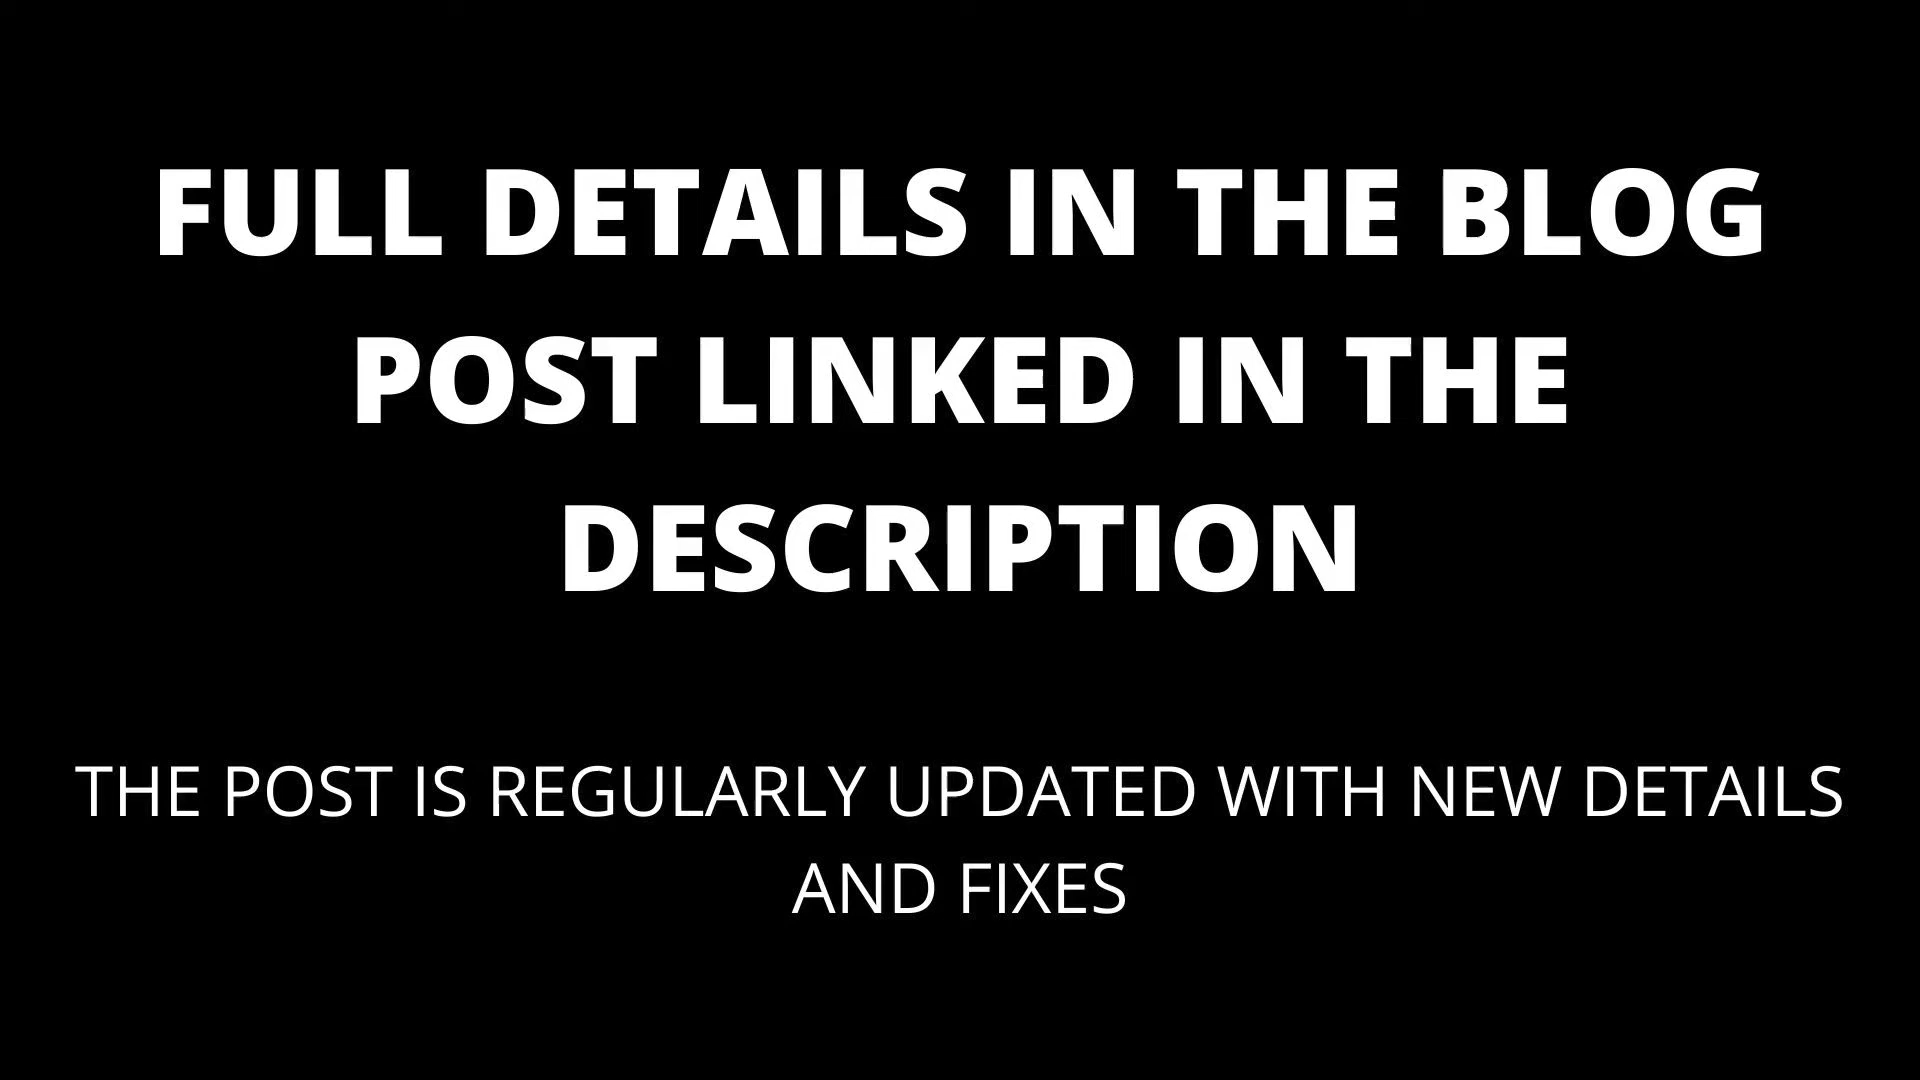 FULL DETAILS IN THE BLOG
POST LINKED IN THE
DESCRIPTION
THE POST IS REGULARLY UPDATED WITH NEW DETAILS
AND FIXES